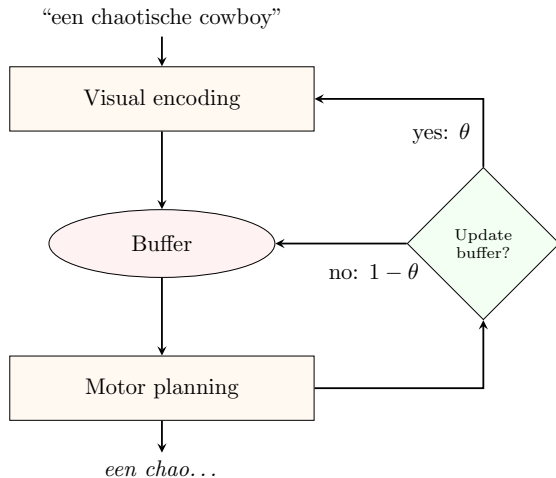 “een chaotische cowboy”
Visual encoding
yes: θ
Buffer
Update
buffer?
no: 1 − θ
Motor planning
een chao...